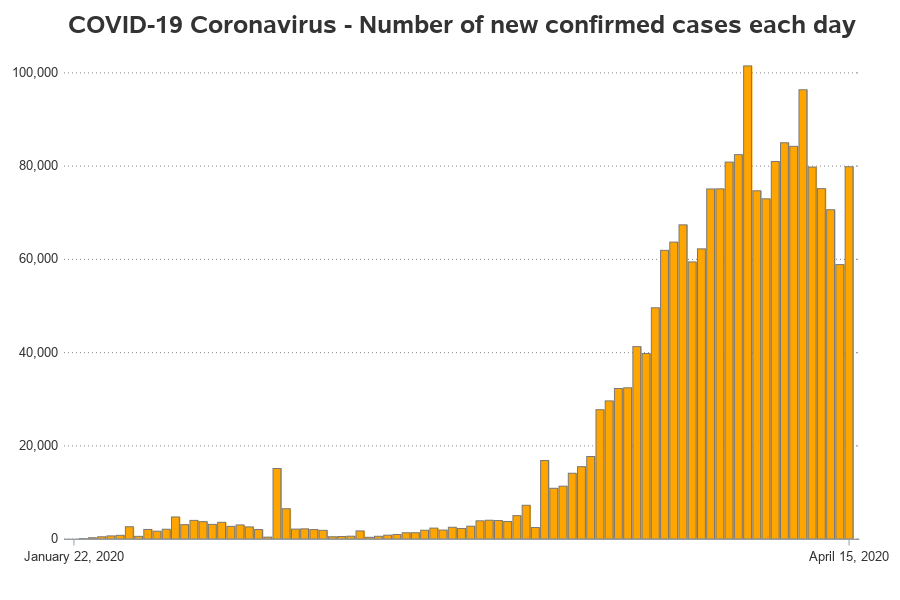 COVID-19 Coronavirus - Number of new confirmed cases each day
100,000
80,000
60,000
40,000
20,000
0
January 22, 2020
April 15, 2020